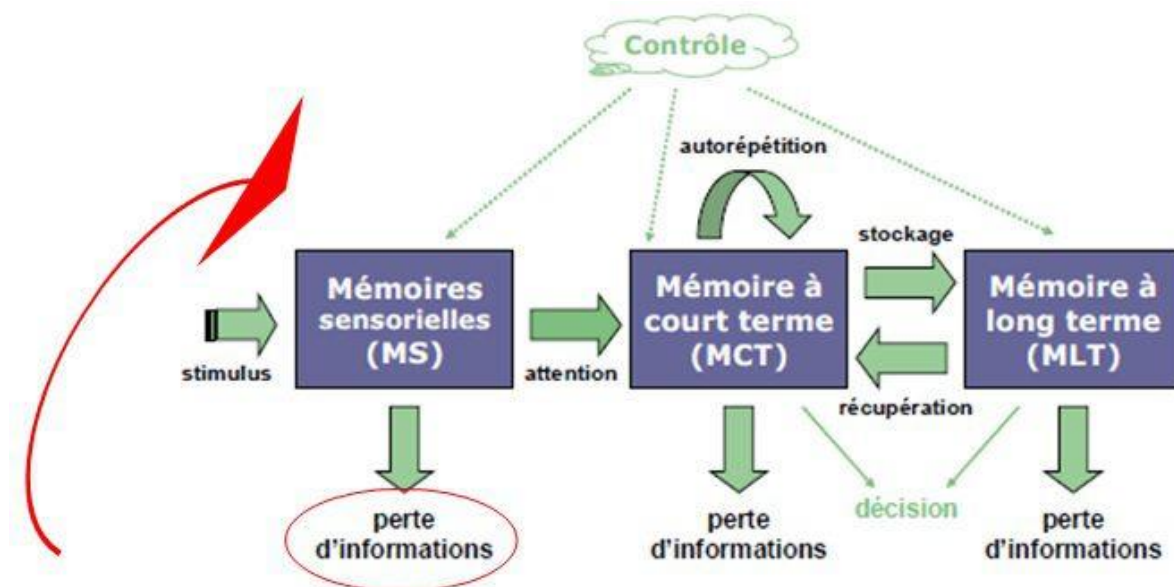 Contrôle
autorépétition
stockage
Mémoires
sensorielles
(MS)
Mémoire à
court terme
(MCT)
Mémoire à
long terme
(MLT)
stimulus
attention
récupération
perte
d'informations
perte
d'informations
décision
perte
d'informations